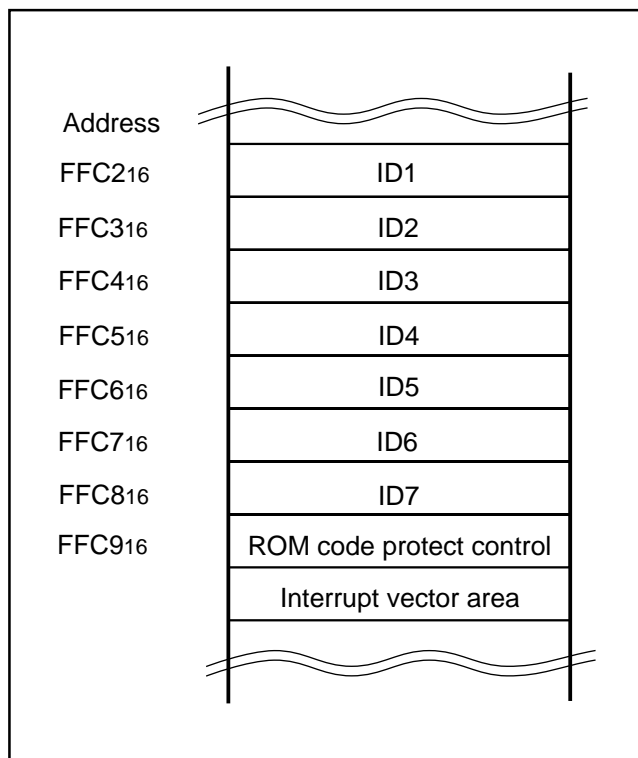 Address
FFC216 ID1
FFC316 ID2
FFC416 ID3
FFC516 ID4
FFC616 ID5
FFC716 ID6
FFC816 ID7
FFC916 ROM code protect control
Interrupt vector area